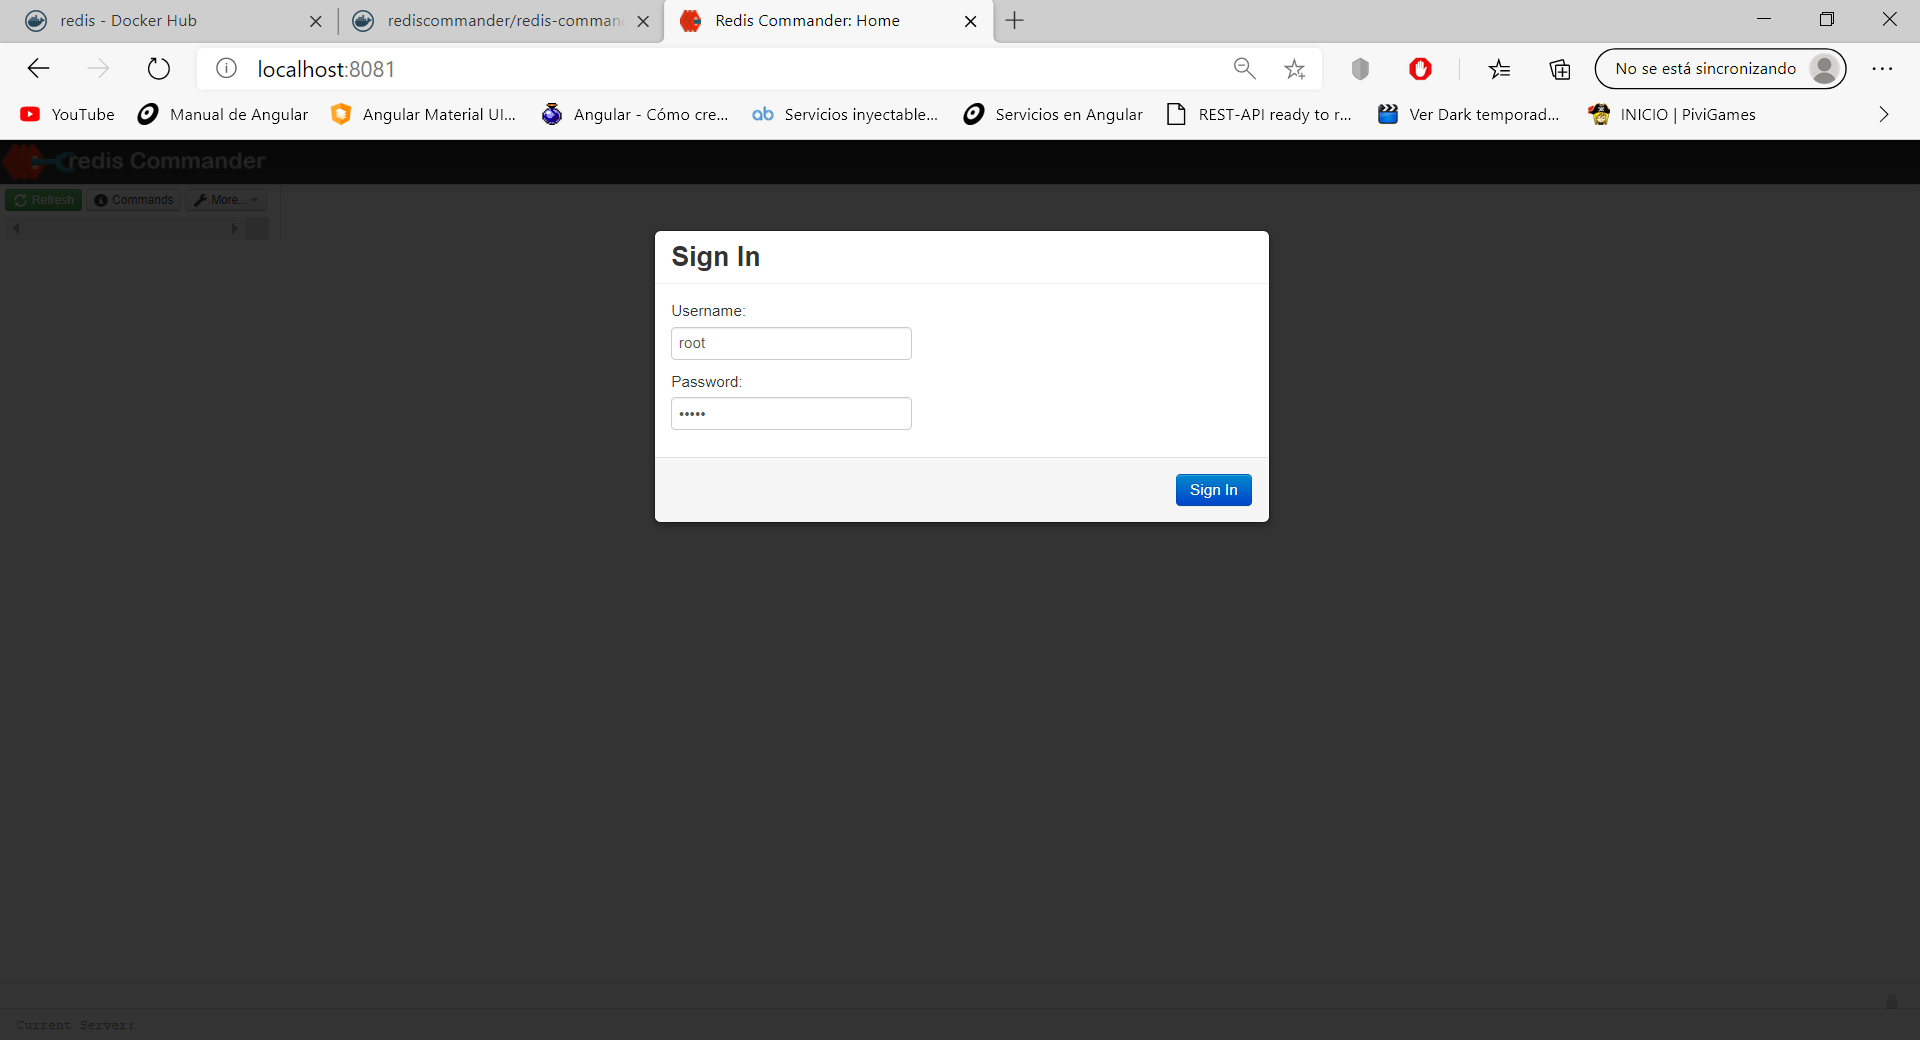 redis - Docker Hub
rediscommander/redis-comman
Redis Commander: Home
localhost:8081
No se está sincronizando
YouTube
Manual de Angular
Angular Material UI...
Angular - Cómo cre...
ab
Servicios inyectable...
Servicios en Angular
REST-API ready to r...
Ver Dark temporad...
INICIO | PiviGames
redis Commander
Refresh
Commands
More...
Sign In
Username:
root
Password:
•••••
Sign In
Current Server: